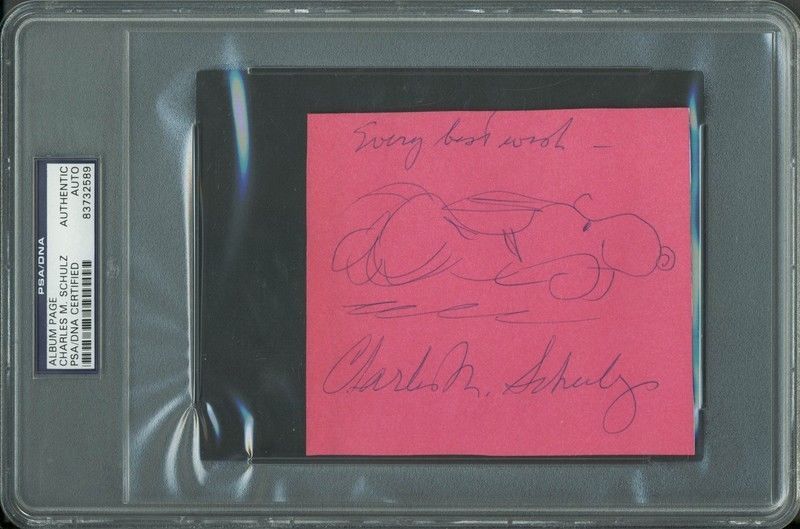 PSA/DNA
ALBUM PAGE
CHARLES M. SCHULZ
PSA/DNA CERTIFIED
AUTHENTIC
AUTO
83732589
Every best wish —
Charles M. Schulz